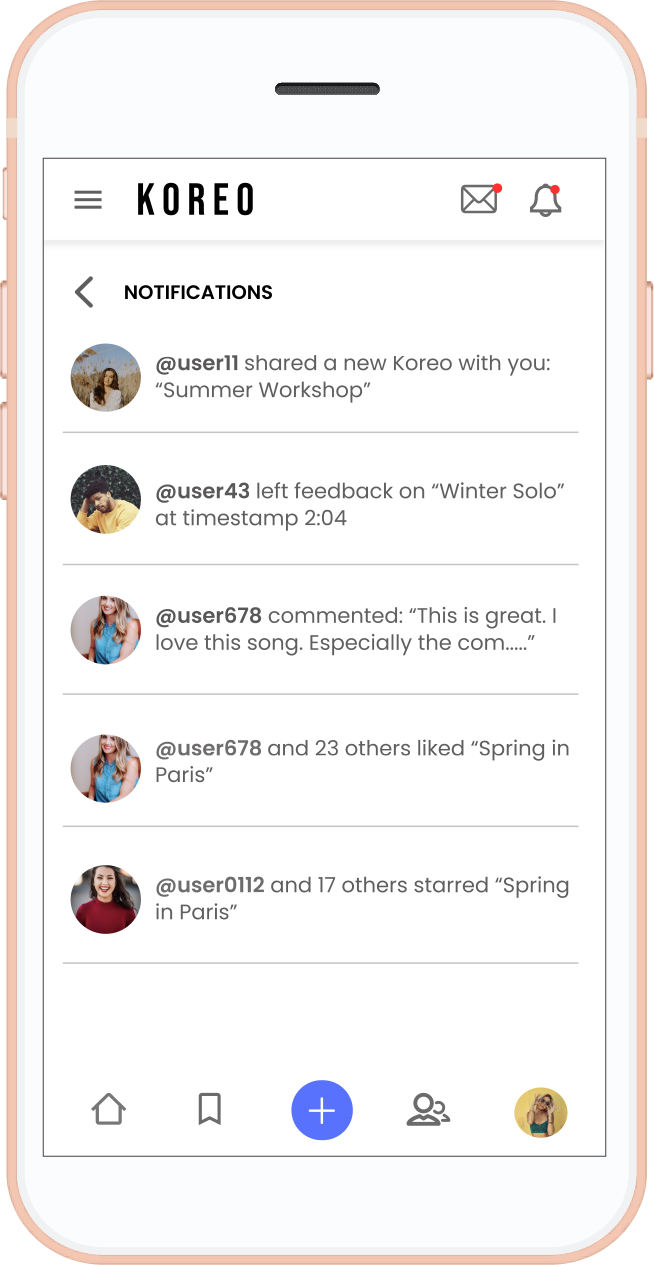 KOREO
NOTIFICATIONS
@user11 shared a new Koreo with you:
“Summer Workshop”
@user43 left feedback on “Winter Solo”
at timestamp 2:04
@user678 commented: “This is great. I
love this song. Especially the com.....”
@user678 and 23 others liked “Spring in
Paris”
@user0112 and 17 others starred “Spring
in Paris”